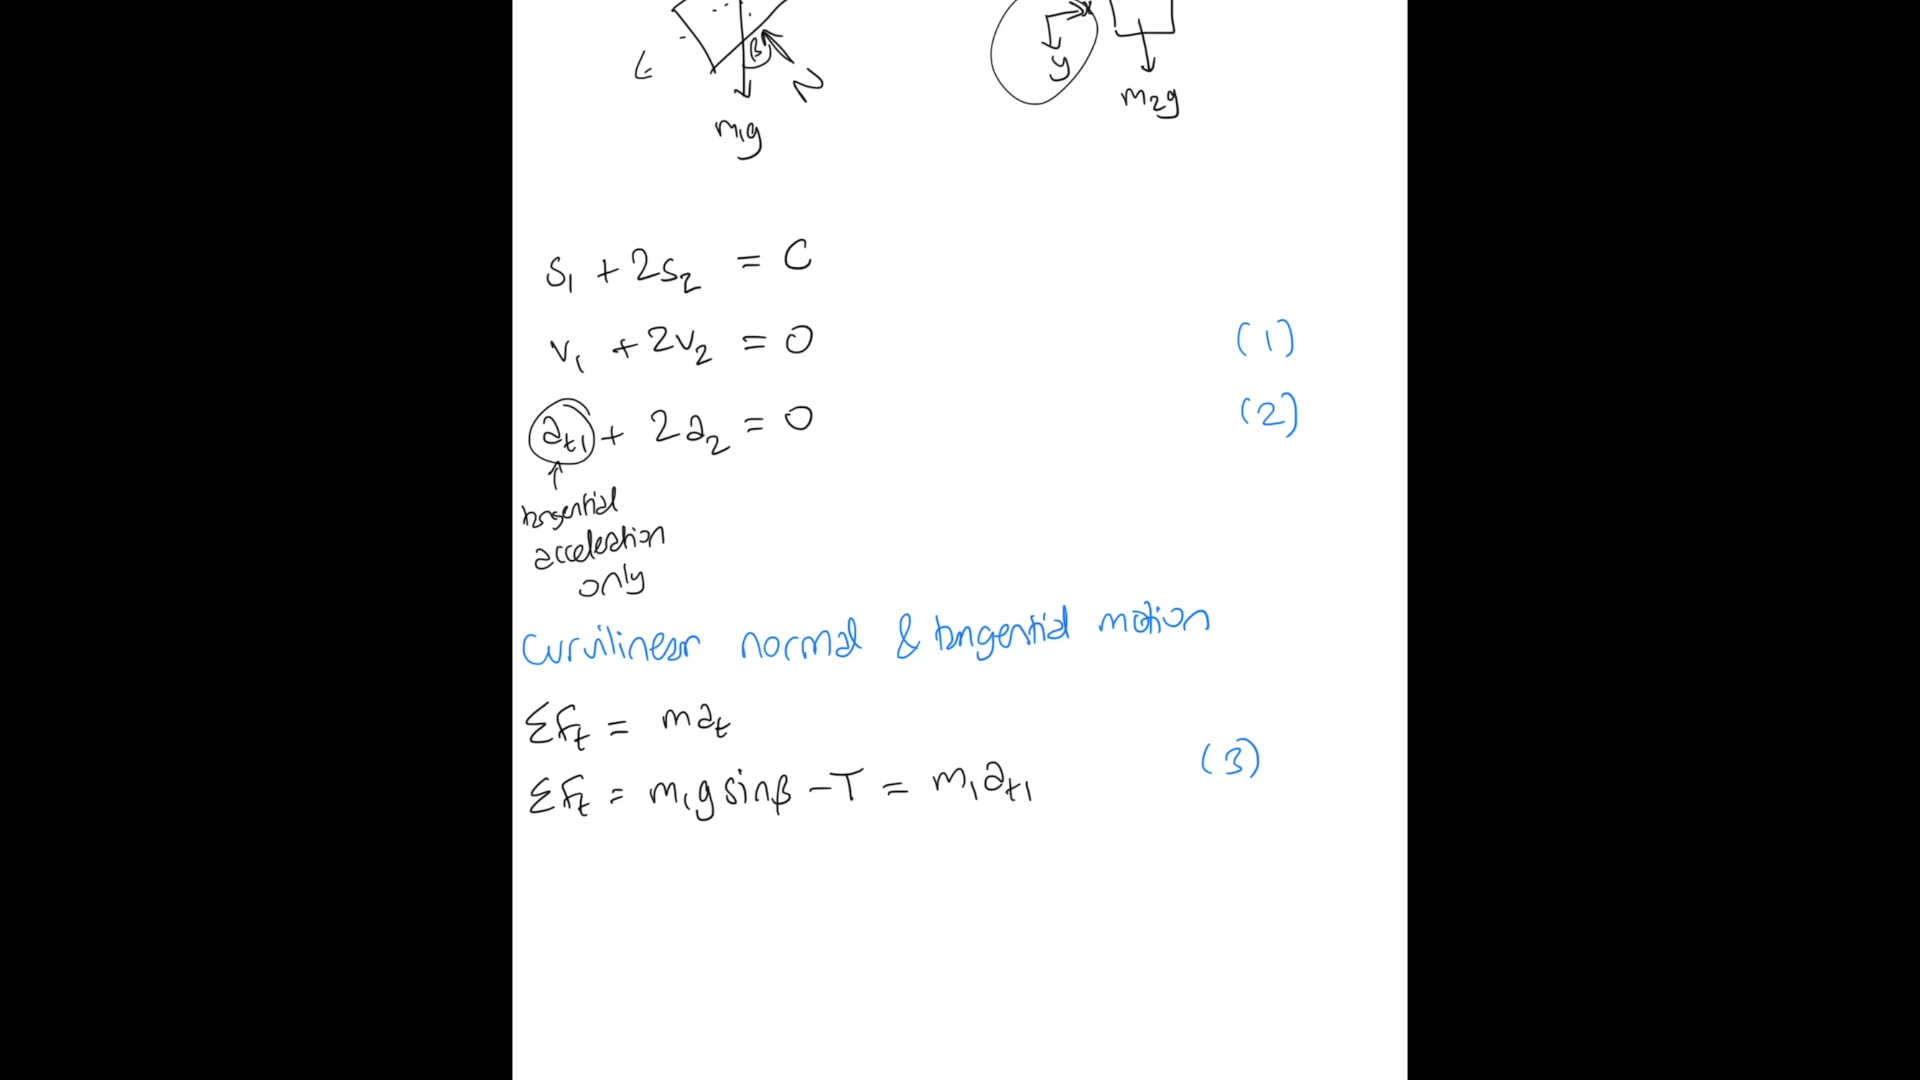 β
N
m₁g
x
y
m₂g
s₁ + 2s₂ = C
v₁ + 2v₂ = 0 (1)
a_t1 + 2a₂ = 0 (2)
tangential
acceleration
only
curvilinear normal & tangential motion
ΣF_t = ma_t
ΣF_t = m₁g sinβ - T = m₁a_t1 (3)